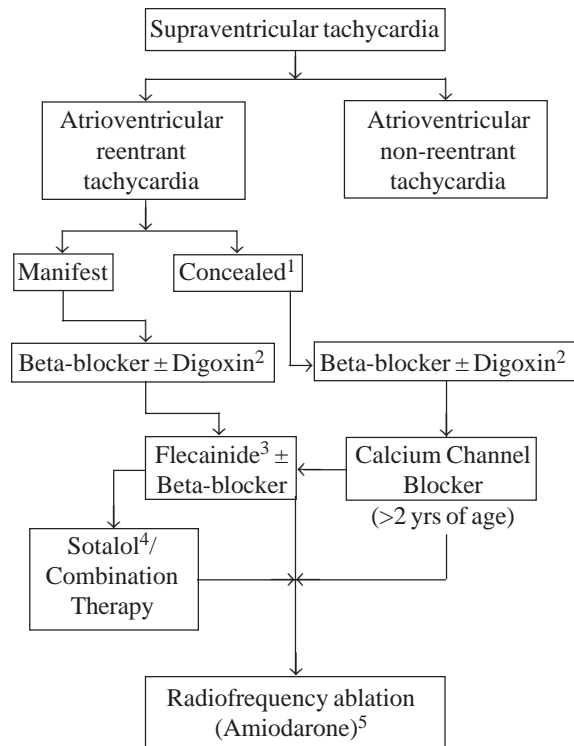 Supraventricular tachycardia
Atrioventricular
reentrant
tachycardia
Atrioventricular
non-reentrant
tachycardia
Manifest
Concealed¹
Beta-blocker ± Digoxin²
Beta-blocker ± Digoxin²
Flecainide³ ±
Beta-blocker
Calcium Channel
Blocker
(>2 yrs of age)
Sotalol⁴/
Combination
Therapy
Radiofrequency ablation
(Amiodarone)⁵